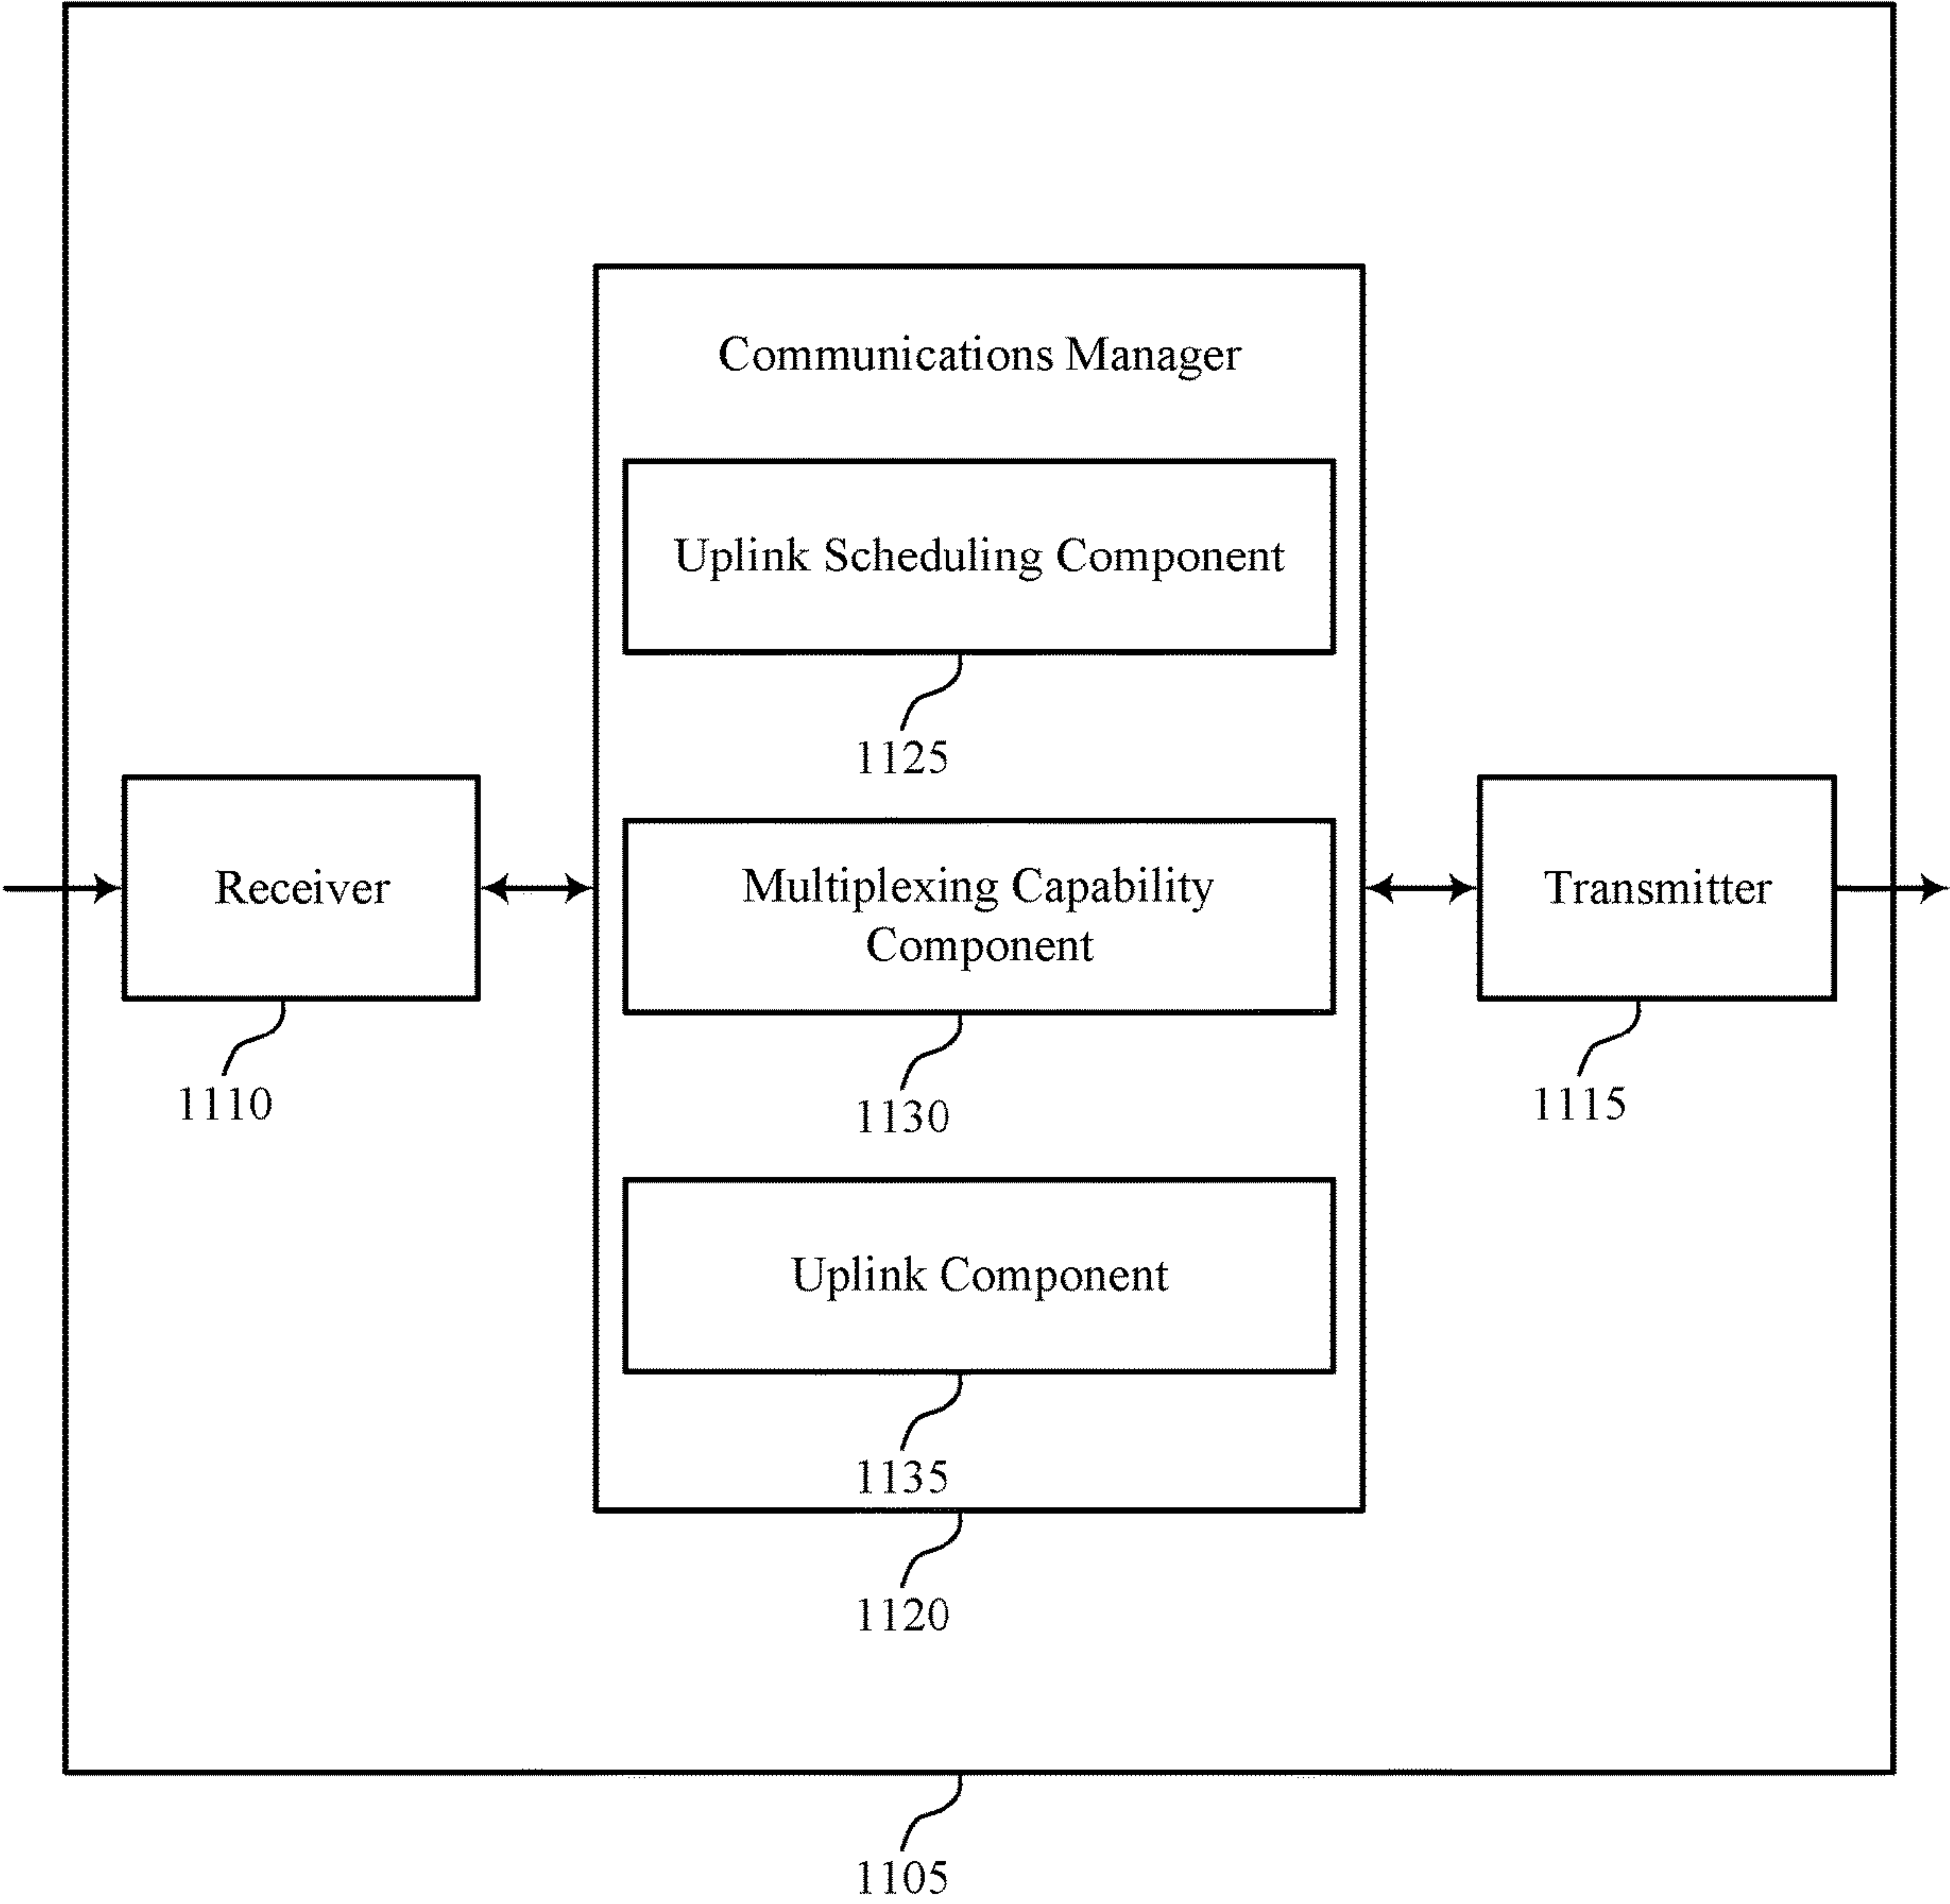 Communications Manager
Uplink Scheduling Component
1125
Receiver
1110
Multiplexing Capability
Component
1130
Transmitter
1115
Uplink Component
1135
1120
1105